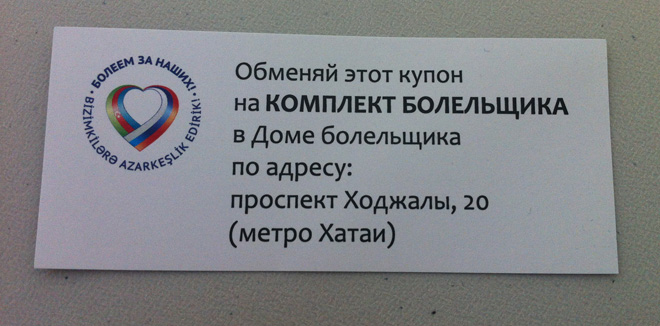 • БОЛЕЕМ ЗА НАШИХ! •
BİZİMKİLƏRƏ AZARKEŞLİK EDİRİK!
Обменяй этот купон
на КОМПЛЕКТ БОЛЕЛЬЩИКА
в Доме болельщика
по адресу:
проспект Ходжалы, 20
(метро Хатаи)